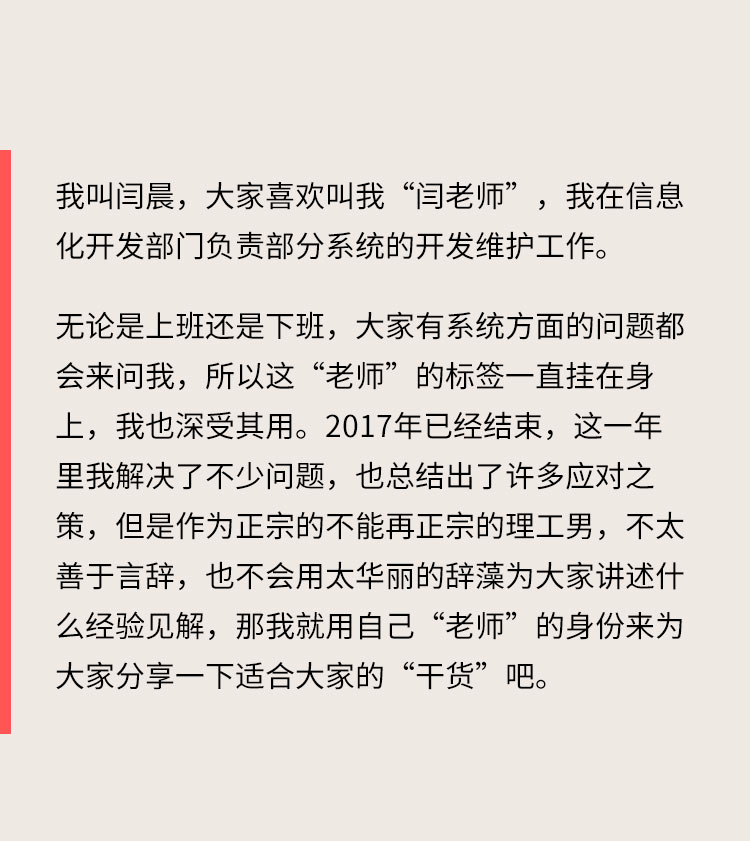 我叫闫晨，大家喜欢叫我“闫老师”，我在信息
化开发部门负责部分系统的开发维护工作。
无论是上班还是下班，大家有系统方面的问题都
会来问我，所以这“老师”的标签一直挂在身
上，我也深受其用。2017年已经结束，这一年
里我解决了不少问题，也总结出了许多应对之
策，但是作为正宗的不能再正宗的理工男，不太
善于言辞，也不会用太华丽的辞藻为大家讲述什
么经验见解，那我就用自己“老师”的身份来为
大家分享一下适合大家的“干货”吧。